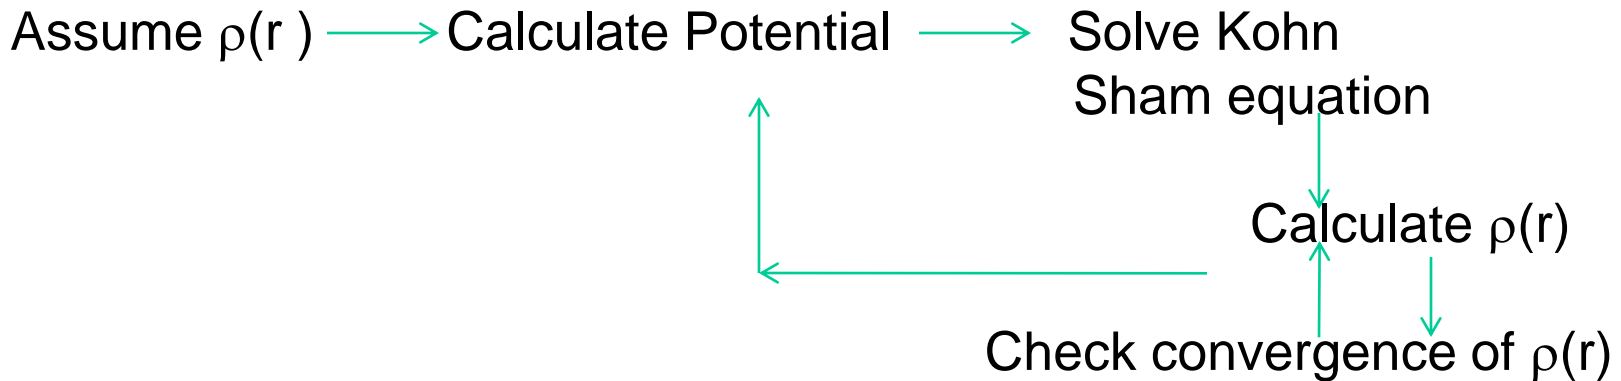 Assume ρ(r ) Calculate Potential Solve Kohn
Sham equation
Calculate ρ(r)
Check convergence of ρ(r)